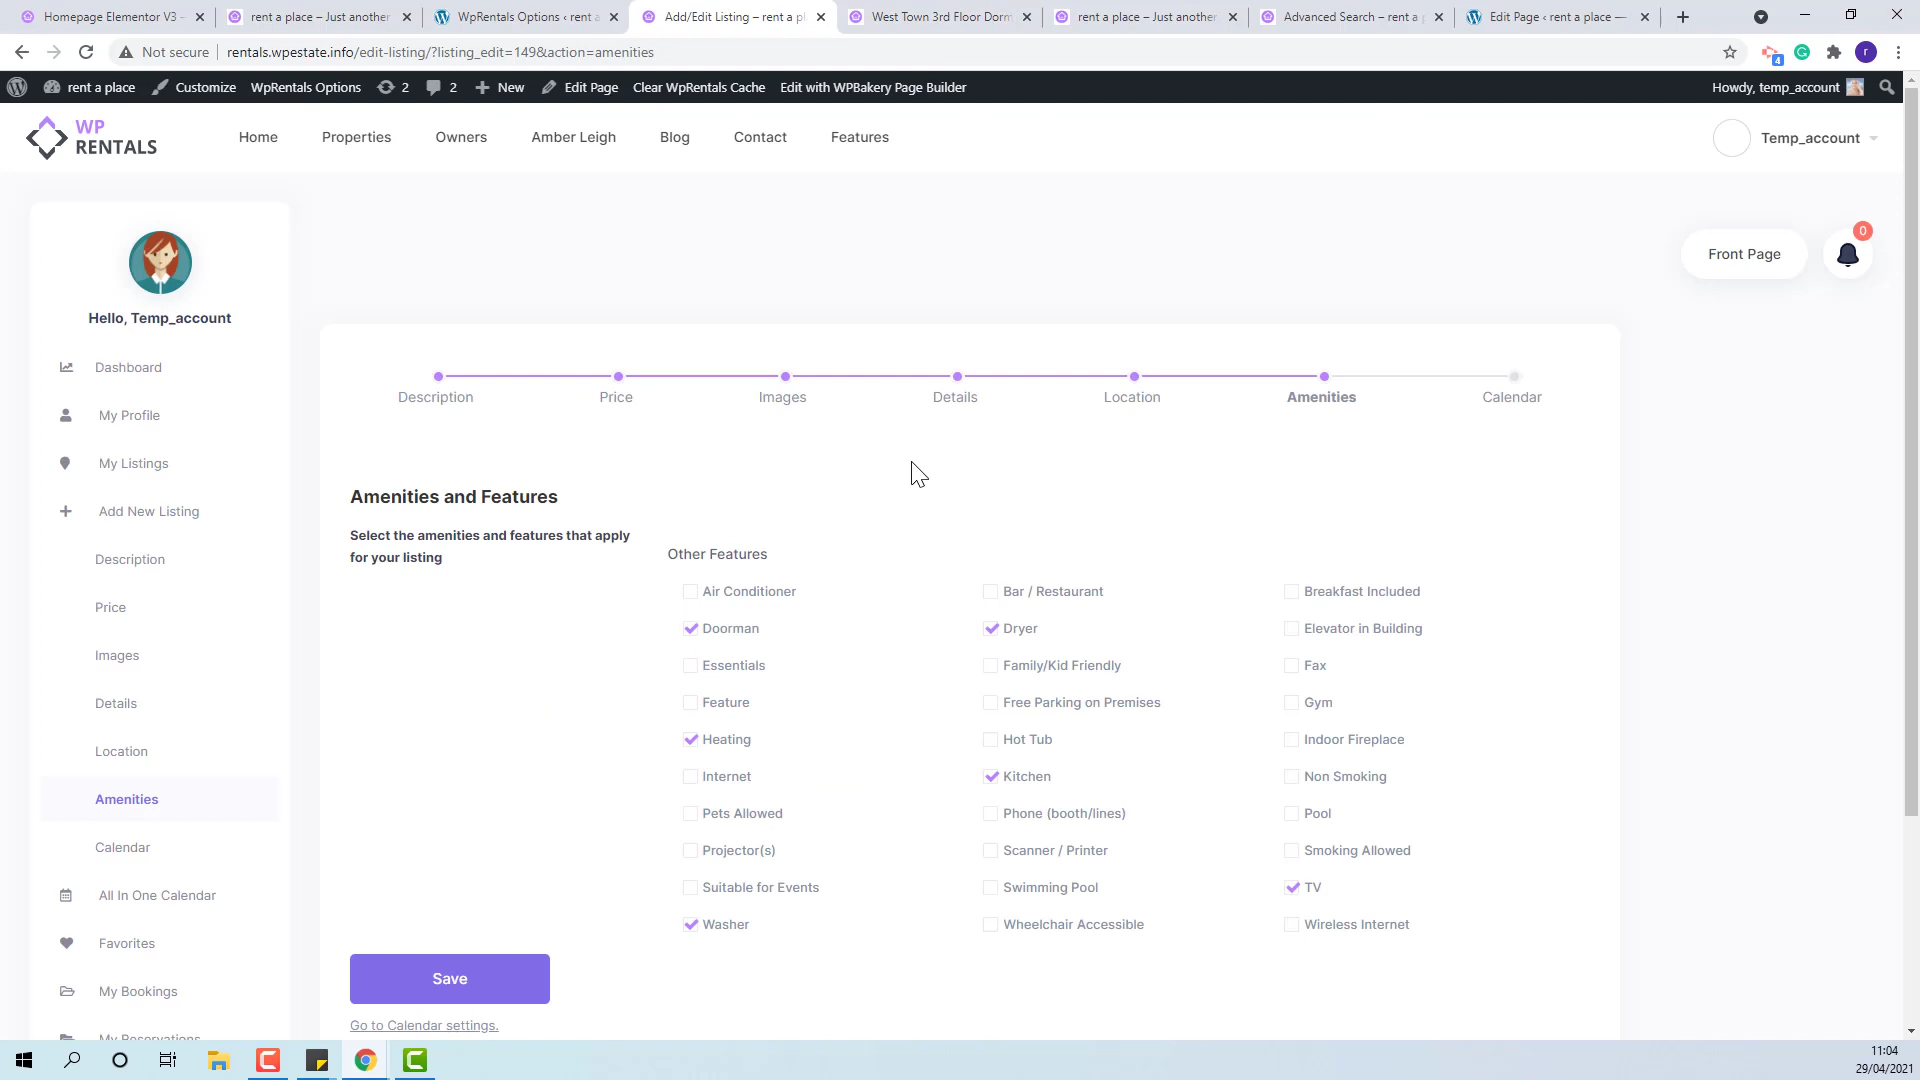 Homepage Elementor V3 –
rent a place – Just another
WpRentals Options ‹ rent a
Add/Edit Listing – rent a pl
West Town 3rd Floor Dorm
rent a place – Just another
Advanced Search – rent a p
Edit Page ‹ rent a place —
Not secure
rentals.wpestate.info/edit-listing/?listing_edit=149&action=amenities
4
r
rent a place
Customize
WpRentals Options
2
2
New
Edit Page
Clear WpRentals Cache
Edit with WPBakery Page Builder
Howdy, temp_account
WP
RENTALS
Home
Properties
Owners
Amber Leigh
Blog
Contact
Features
Temp_account
Hello, Temp_account
Dashboard
My Profile
My Listings
Add New Listing
Description
Price
Images
Details
Location
Amenities
Calendar
All In One Calendar
Favorites
My Bookings
My Reservations
Front Page
0
Description
Price
Images
Details
Location
Amenities
Calendar
Amenities and Features
Select the amenities and features that apply
for your listing
Other Features
Air Conditioner
Bar / Restaurant
Breakfast Included
Doorman
Dryer
Elevator in Building
Essentials
Family/Kid Friendly
Fax
Feature
Free Parking on Premises
Gym
Heating
Hot Tub
Indoor Fireplace
Internet
Kitchen
Non Smoking
Pets Allowed
Phone (booth/lines)
Pool
Projector(s)
Scanner / Printer
Smoking Allowed
Suitable for Events
Swimming Pool
TV
Washer
Wheelchair Accessible
Wireless Internet
Save
Go to Calendar settings.
11:04
29/04/2021